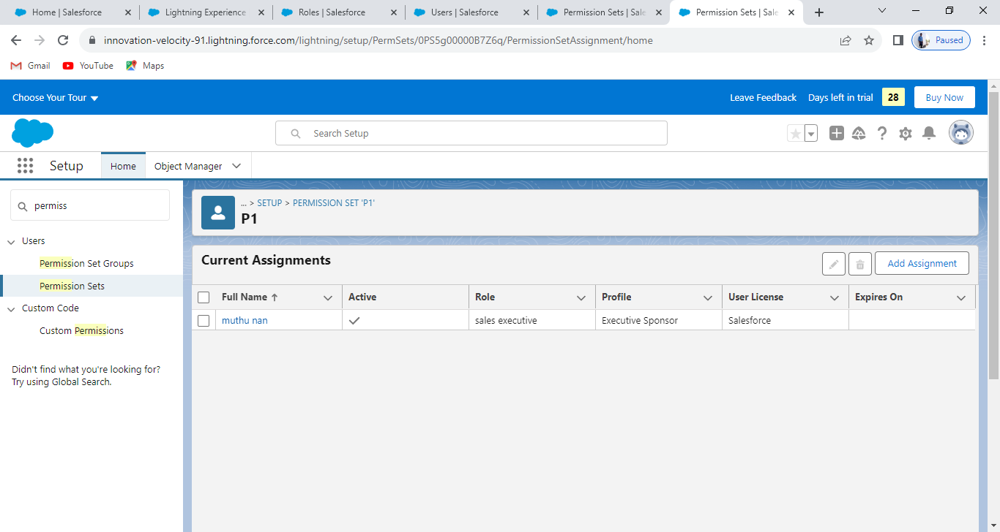 Home | Salesforce
Lightning Experience
Roles | Salesforce
Users | Salesforce
Permission Sets | Sale
Permission Sets | Sale
innovation-velocity-91.lightning.force.com/lightning/setup/PermSets/0PS5g00000B7Z6q/PermissionSetAssignment/home
Paused
Gmail
YouTube
Maps
Choose Your Tour
Leave Feedback
Days left in trial
28
Buy Now
Search Setup
Setup
Home
Object Manager
permiss
Users
Permission Set Groups
Permission Sets
Custom Code
Custom Permissions
Didn't find what you're looking for?
Try using Global Search.
... > SETUP > PERMISSION SET 'P1'
P1
Current Assignments
Add Assignment
Full Name ↑ Active Role Profile User License Expires On
muthu nan sales executive Executive Sponsor Salesforce